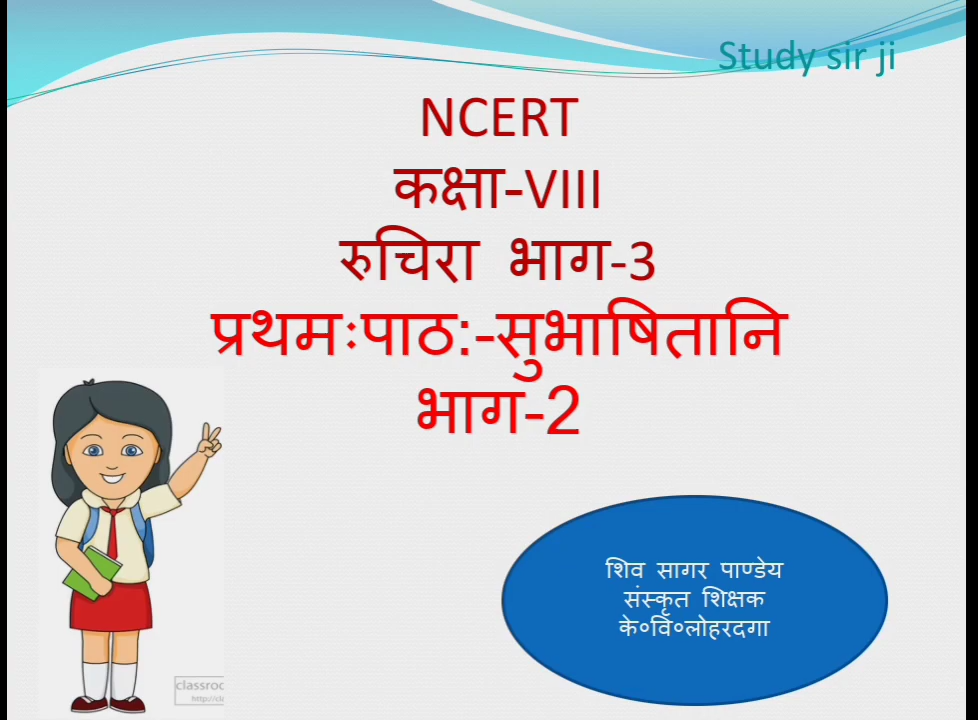 Study sir ji
NCERT
कक्षा-VIII
रुचिरा भाग-3
प्रथमःपाठ:-सुभाषितानि
भाग-2
शिव सागर पाण्डेय
संस्कृत शिक्षक
के०वि०लोहरदगा